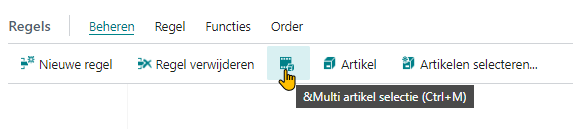 Regels Beheren Regel Functies Order
Nieuwe regel Regel verwijderen Artikel Artikelen selecteren...
&Multi artikel selectie (Ctrl+M)